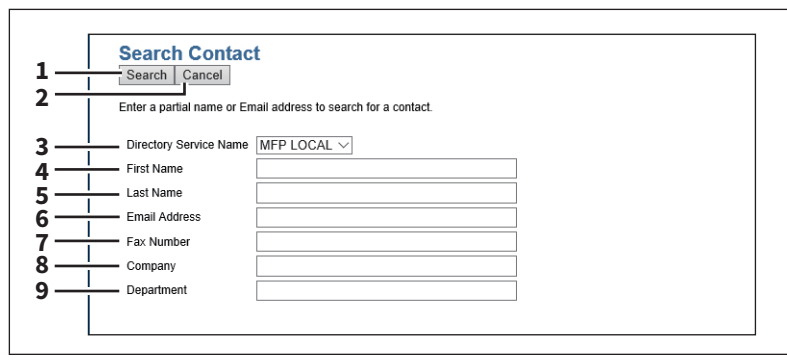 Search Contact
1 Search Cancel
2
Enter a partial name or Email address to search for a contact.
3 Directory Service Name MFP LOCAL
4 First Name
5 Last Name
6 Email Address
7 Fax Number
8 Company
9 Department